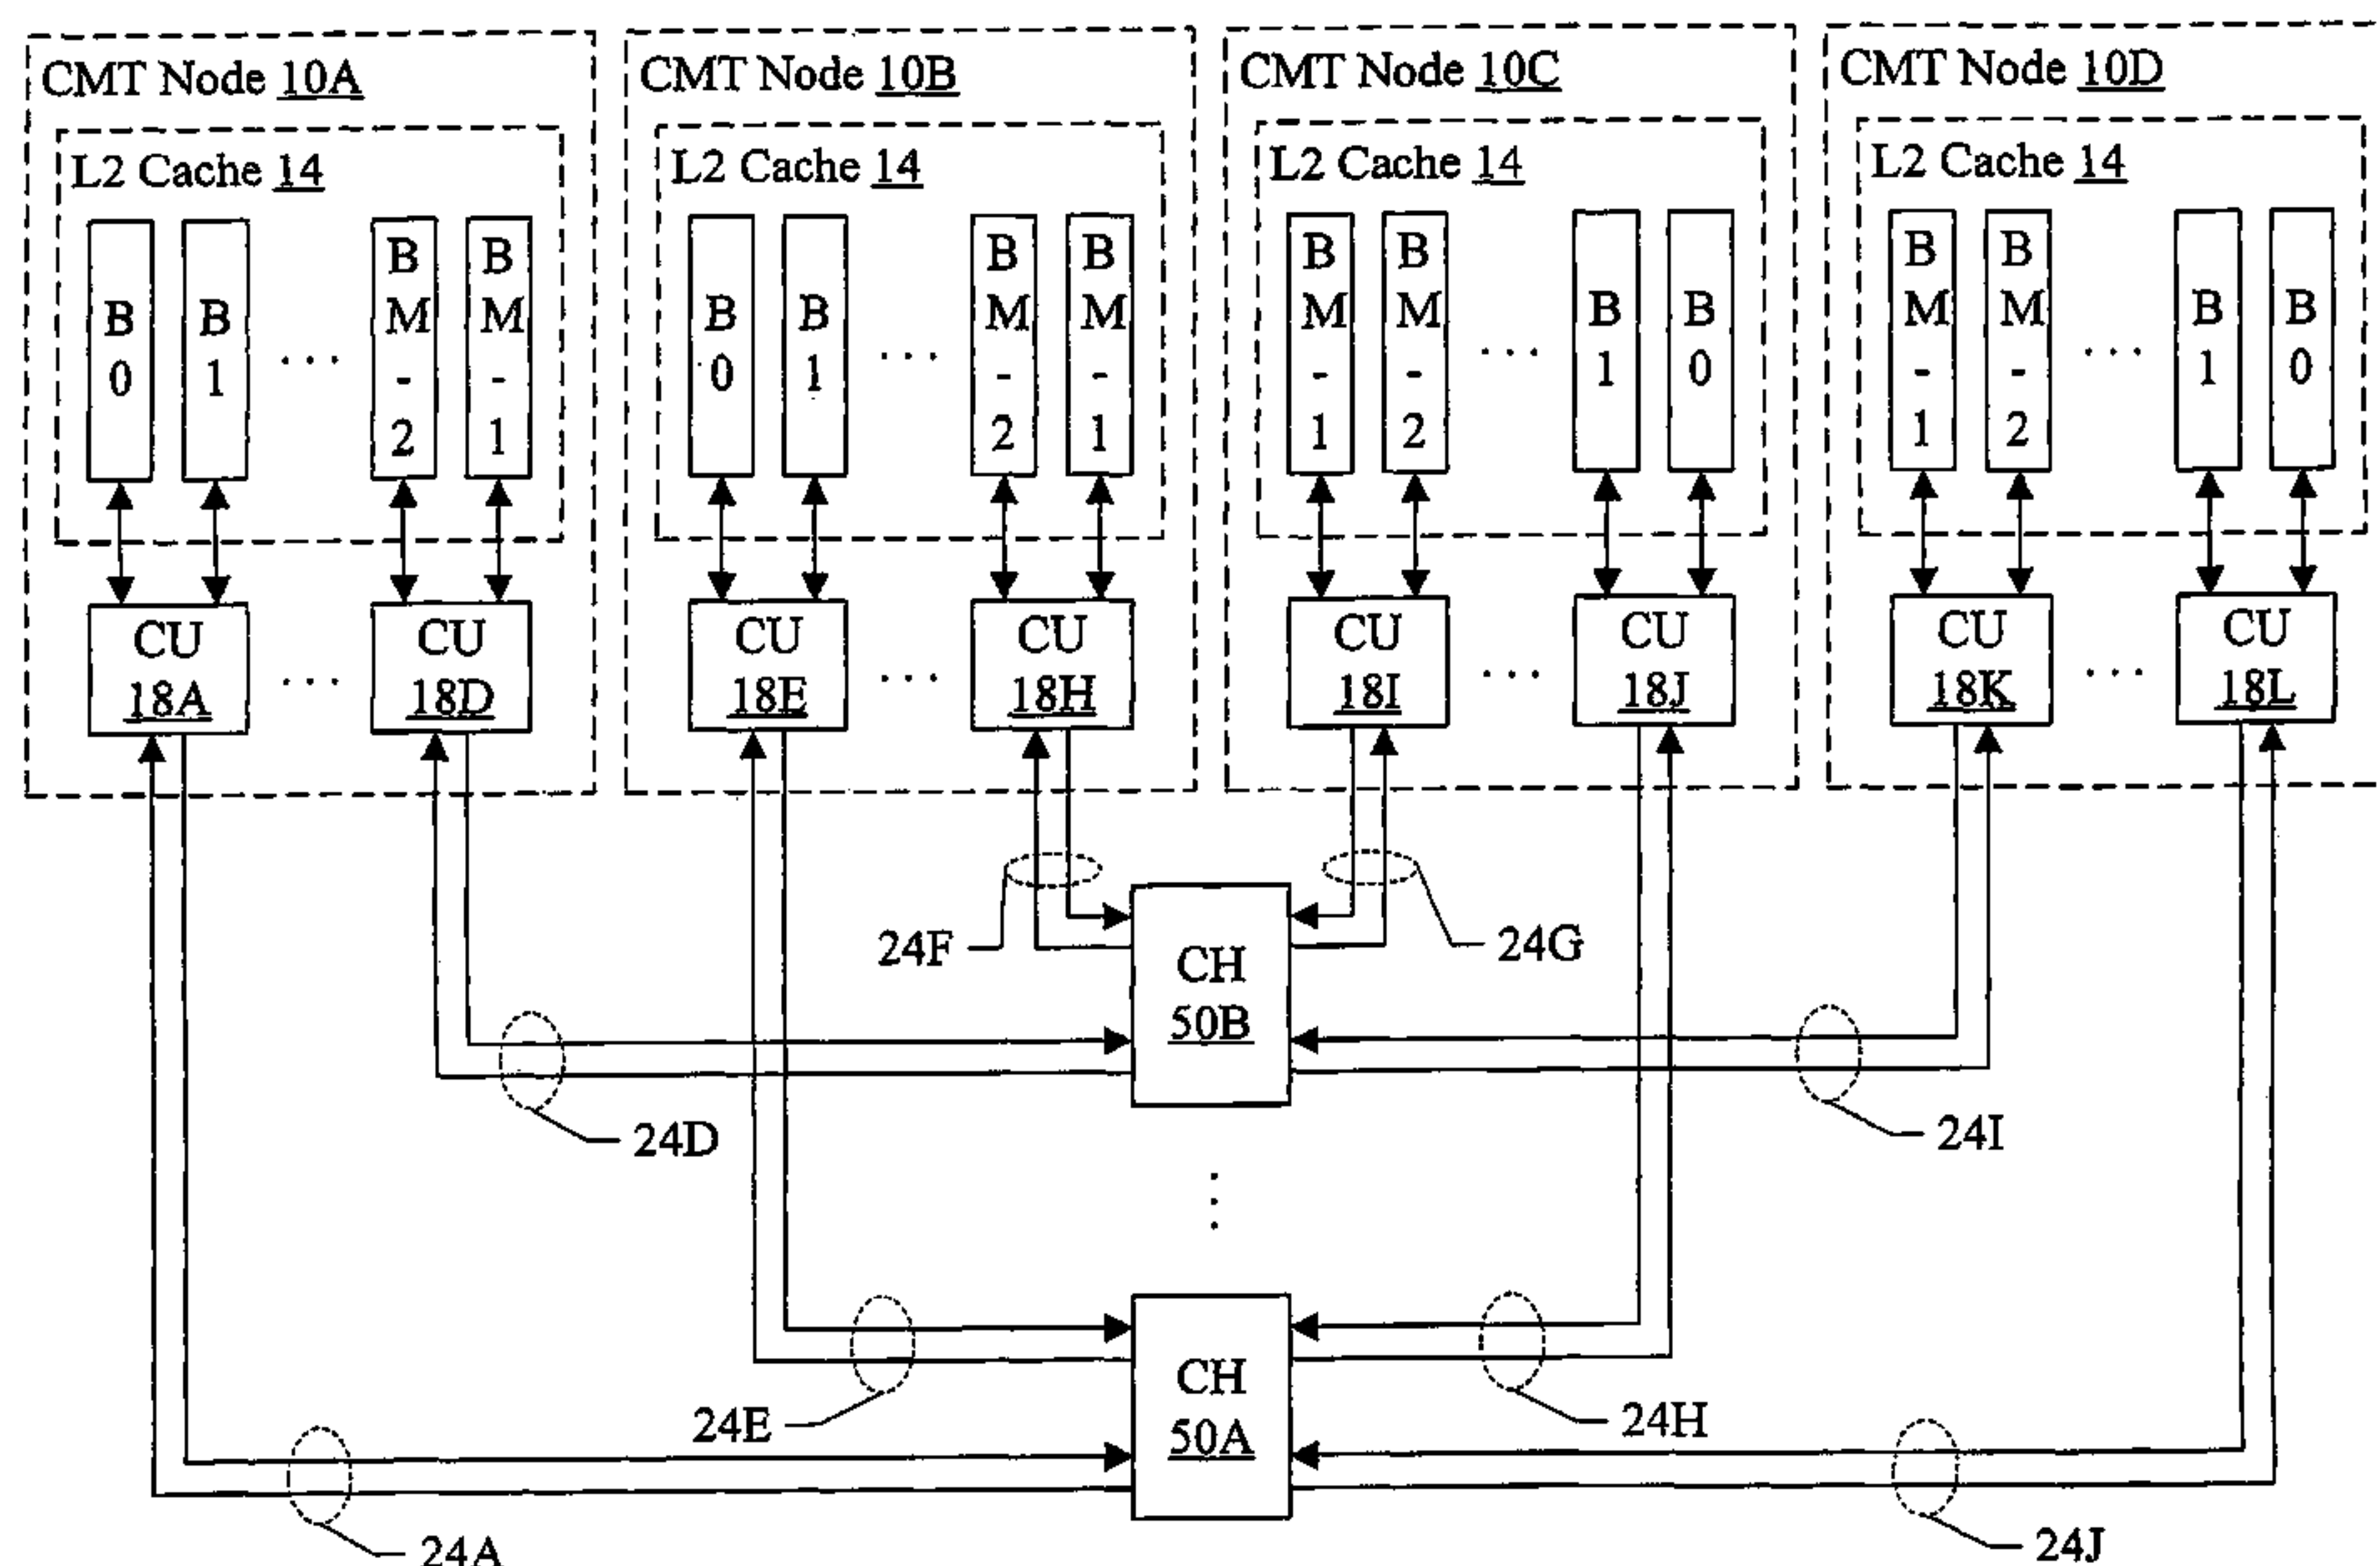 CMT Node 10A
L2 Cache 14
B 0
B 1
. . .
B M - 2
B M - 1
CU 18A
. . .
CU 18D
CMT Node 10B
L2 Cache 14
B 0
B 1
. . .
B M - 2
B M - 1
CU 18E
. . .
CU 18H
CMT Node 10C
L2 Cache 14
B M - 1
B M - 2
. . .
B 1
B 0
CU 18I
. . .
CU 18J
CMT Node 10D
L2 Cache 14
B M - 1
B M - 2
. . .
B 1
B 0
CU 18K
. . .
CU 18L
24F
24G
CH
50B
24D
24I
24E
24H
CH
50A
24A
24J